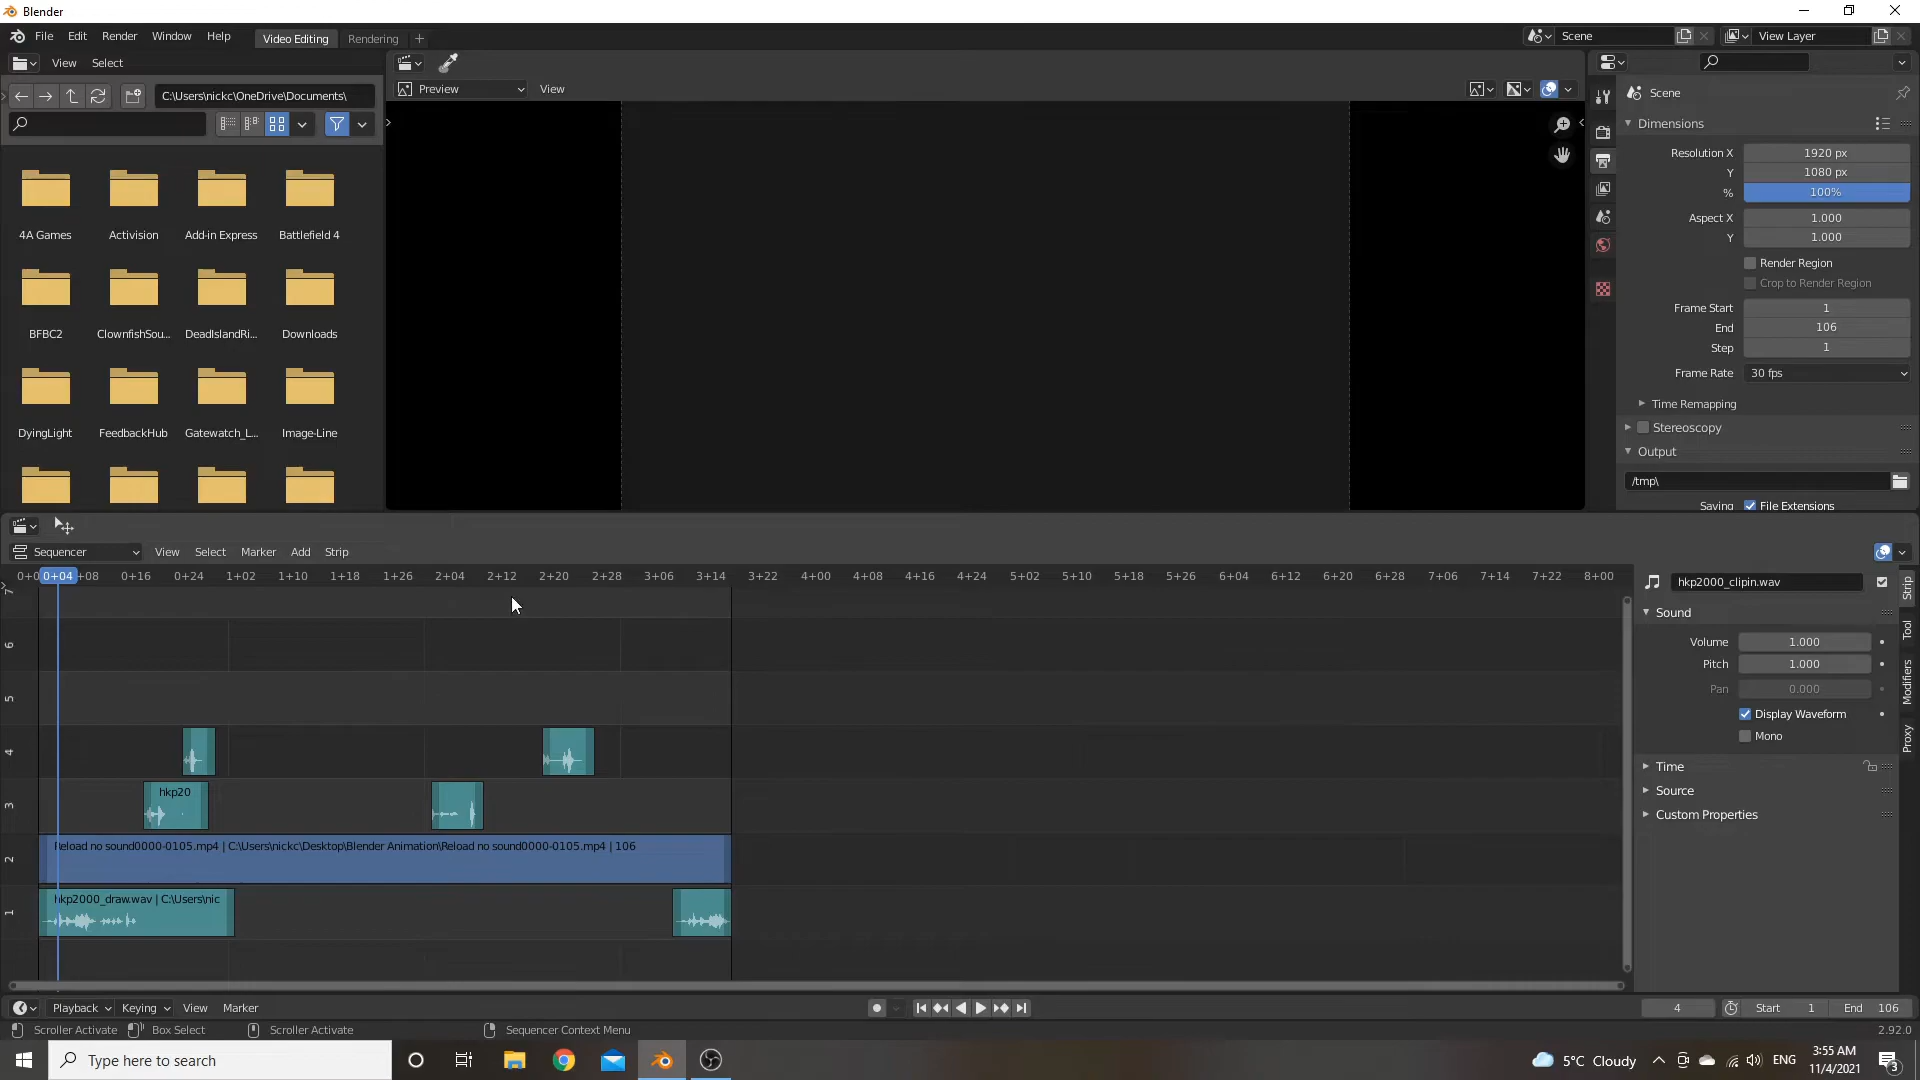 Blender
File Edit Render Window Help Video Editing Rendering + Scene View Layer
View Select
C:\Users\nickc\OneDrive\Documents\
Preview View
Scene
Dimensions
Resolution X 1920 px
Y 1080 px
% 100%
Aspect X 1.000
Y 1.000
Render Region
Crop to Render Region
Frame Start 1
End 106
Step 1
Frame Rate 30 fps
Time Remapping
Stereoscopy
Output
/tmp\
Saving File Extensions
4A Games Activision Add-in Express Battlefield 4
BFBC2 ClownfishSou... DeadIslandRi... Downloads
DyingLight FeedbackHub Gatewatch_L... Image-Line
Sequencer View Select Marker Add Strip
0+0 0+04 +08 0+16 0+24 1+02 1+10 1+18 1+26 2+04 2+12 2+20 2+28 3+06 3+14 3+22 4+00 4+08 4+16 4+24 5+02 5+10 5+18 5+26 6+04 6+12 6+20 6+28 7+06 7+14 7+22 8+00
7
6
5
4
3 hkp20
2 Reload no sound0000-0105.mp4 | C:\Users\nickc\Desktop\Blender Animation\Reload no sound0000-0105.mp4 | 106
1 hkp2000_draw.wav | C:\Users\nic
hkp2000_clipin.wav
Sound
Volume 1.000
Pitch 1.000
Pan 0.000
Display Waveform
Mono
Time
Source
Custom Properties
Strip
Tool
Modifiers
Proxy
Playback Keying View Marker 4 Start 1 End 106
Scroller Activate Box Select Scroller Activate Sequencer Context Menu 2.92.0
Type here to search 5°C Cloudy ENG 3:55 AM
11/4/2021 3